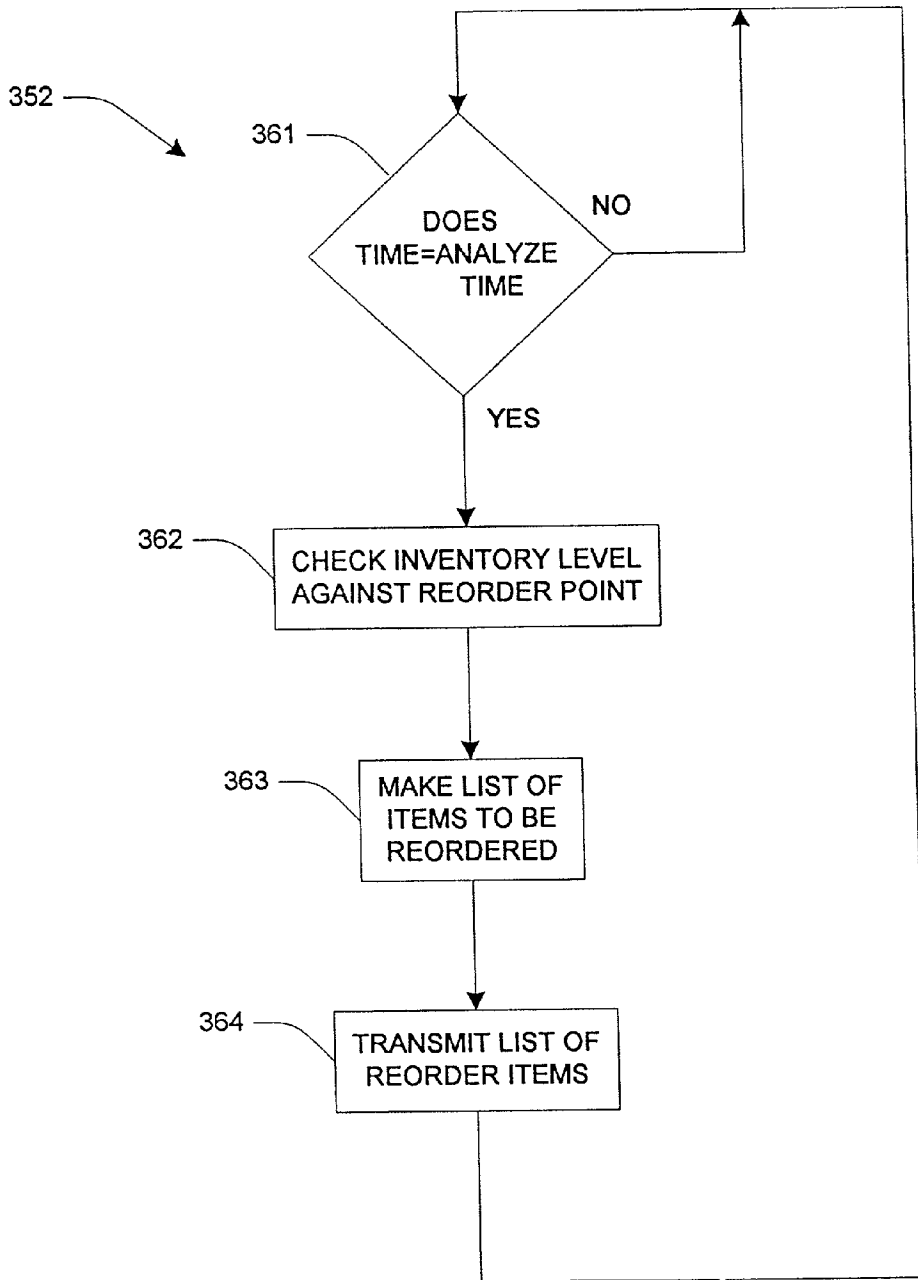 352
361
DOES
TIME=ANALYZE
TIME
NO
YES
362
CHECK INVENTORY LEVEL
AGAINST REORDER POINT
363
MAKE LIST OF
ITEMS TO BE
REORDERED
364
TRANSMIT LIST OF
REORDER ITEMS